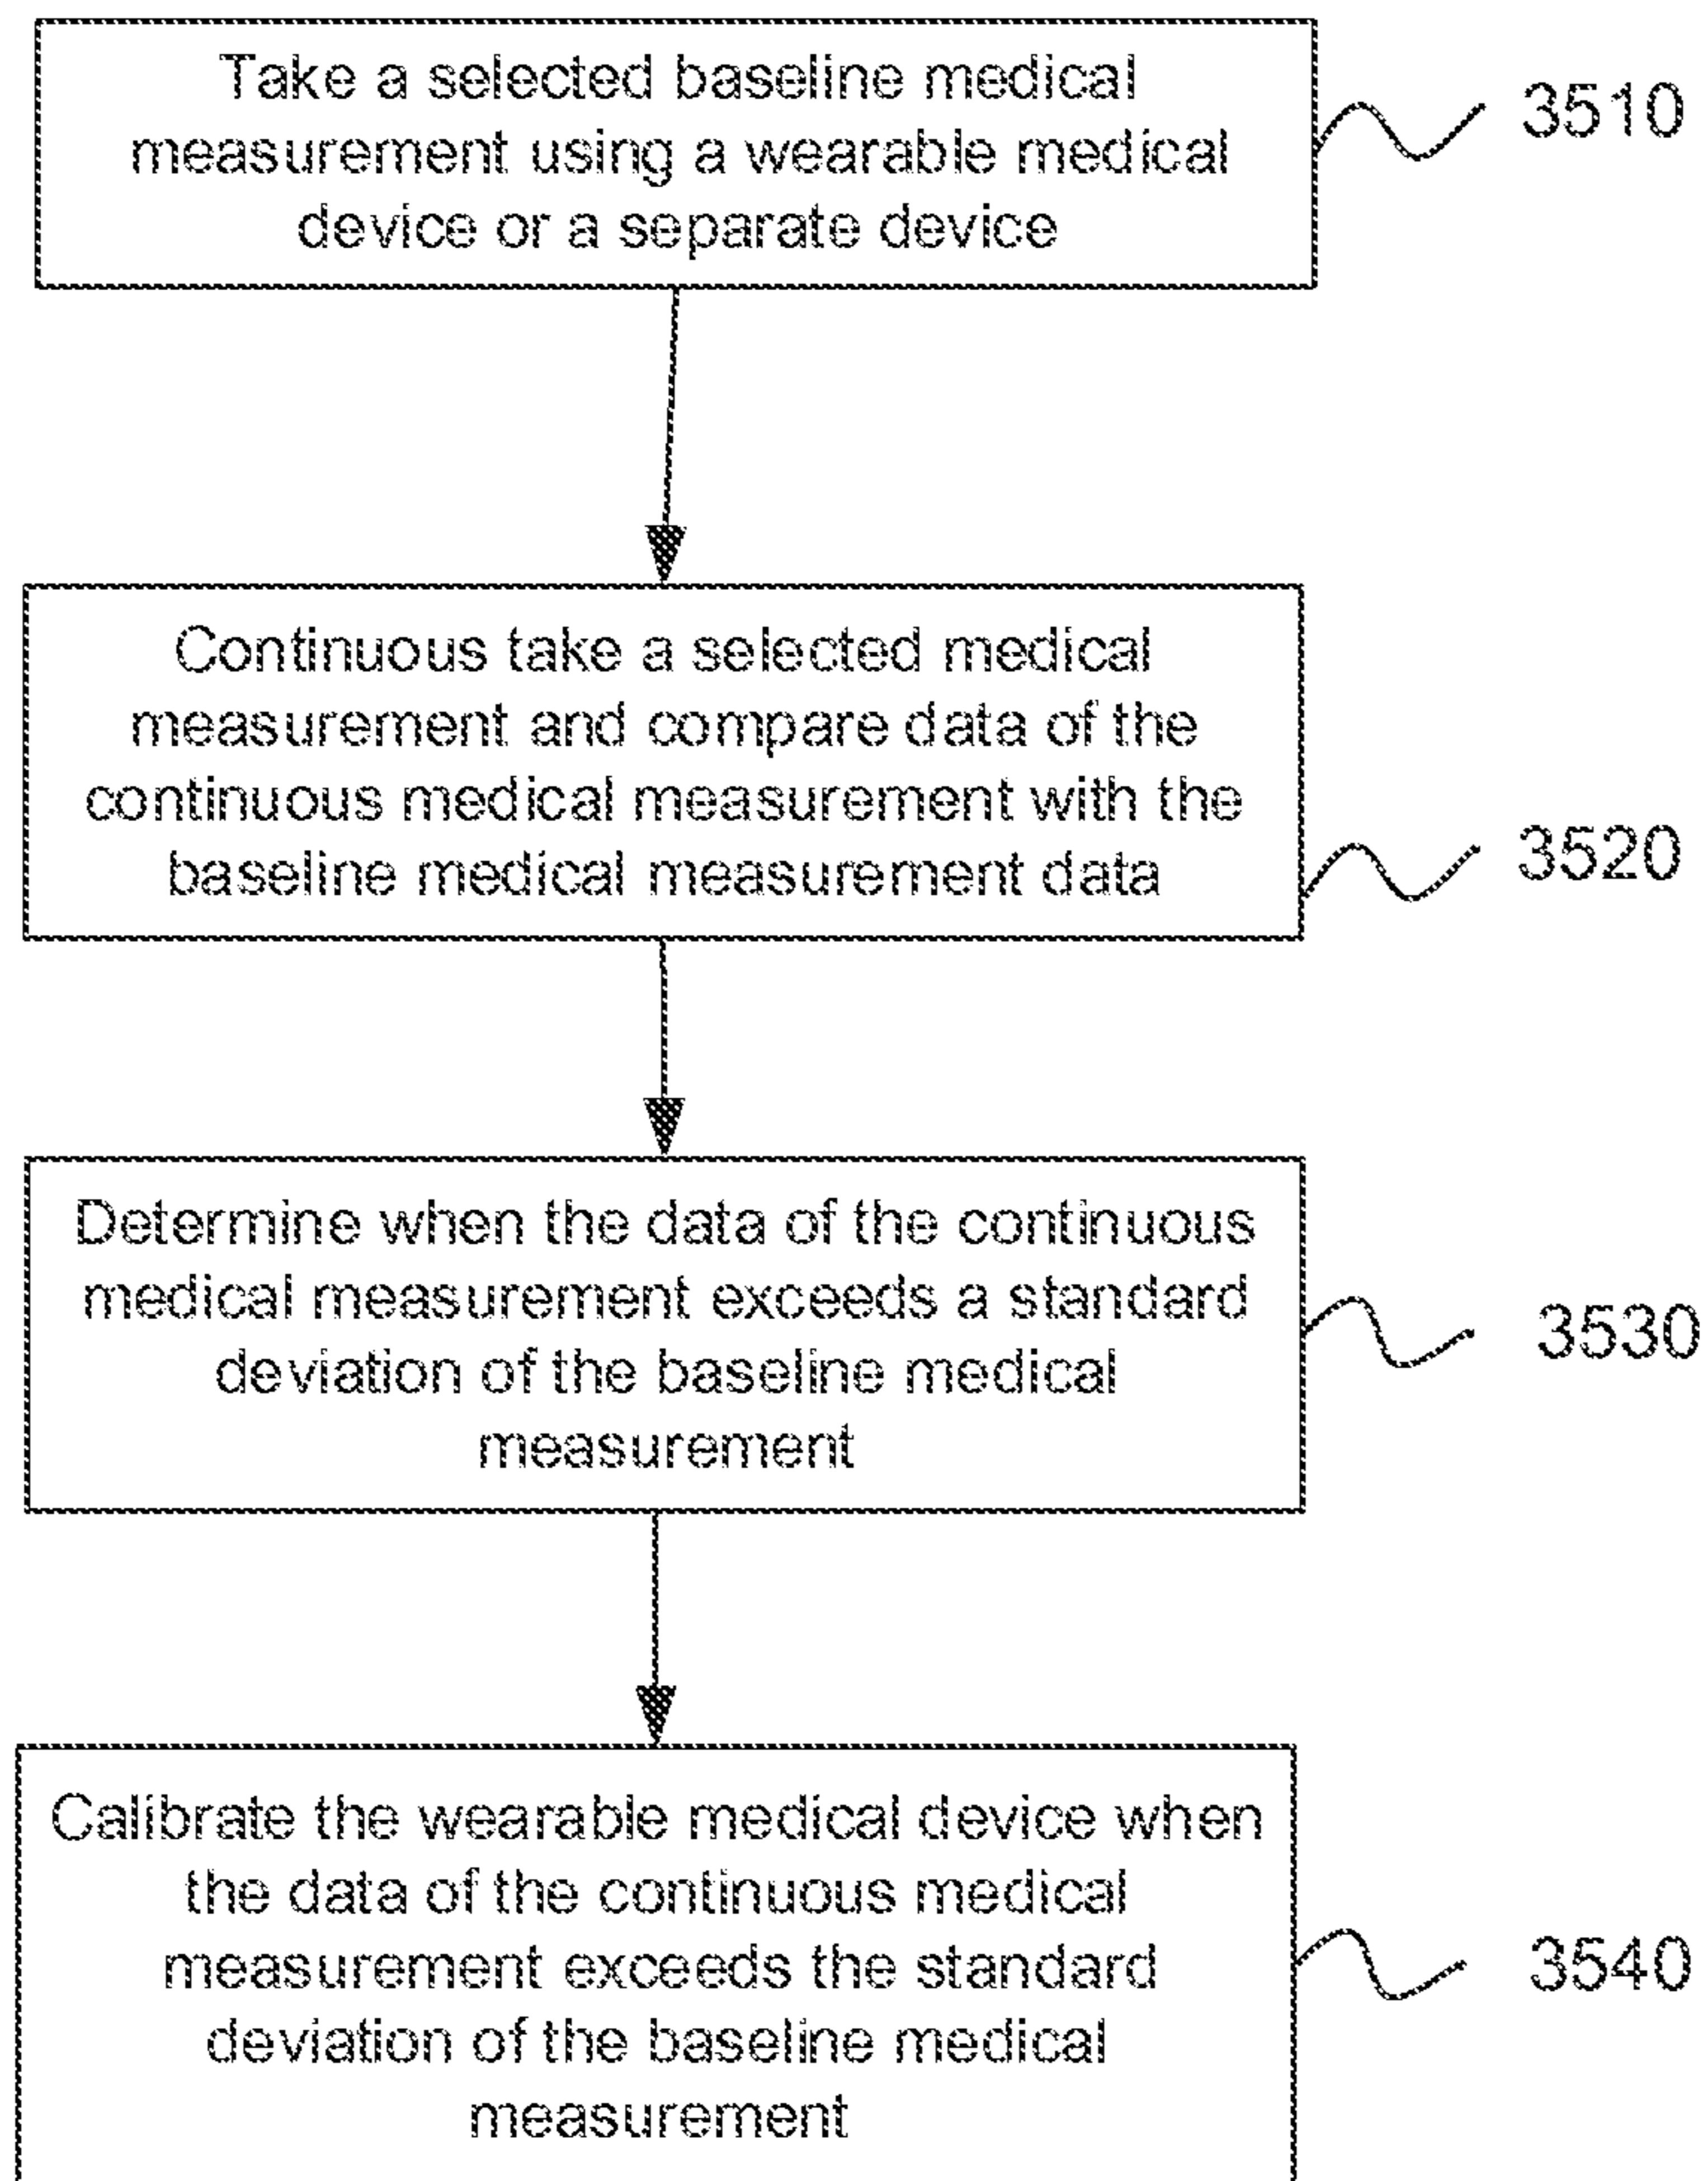 Take a selected baseline medical
measurement using a wearable medical
device or a separate device
3510
Continuous take a selected medical
measurement and compare data of the
continuous medical measurement with the
baseline medical measurement data
3520
Determine when the data of the continuous
medical measurement exceeds a standard
deviation of the baseline medical
measurement
3530
Calibrate the wearable medical device when
the data of the continuous medical
measurement exceeds the standard
deviation of the baseline medical
measurement
3540